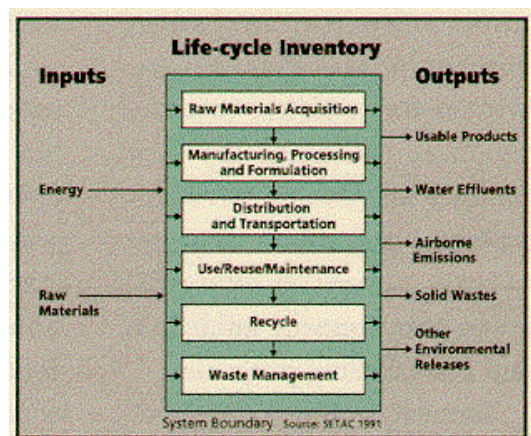 Life-cycle Inventory
Inputs
Outputs
Raw Materials Acquisition
Usable Products
Manufacturing, Processing
and Formulation
Energy
Water Effluents
Distribution
and Transportation
Airborne
Emissions
Use/Reuse/Maintenance
Raw
Materials
Solid Wastes
Recycle
Other
Environmental
Releases
Waste Management
System Boundary Source: SETAC 1991